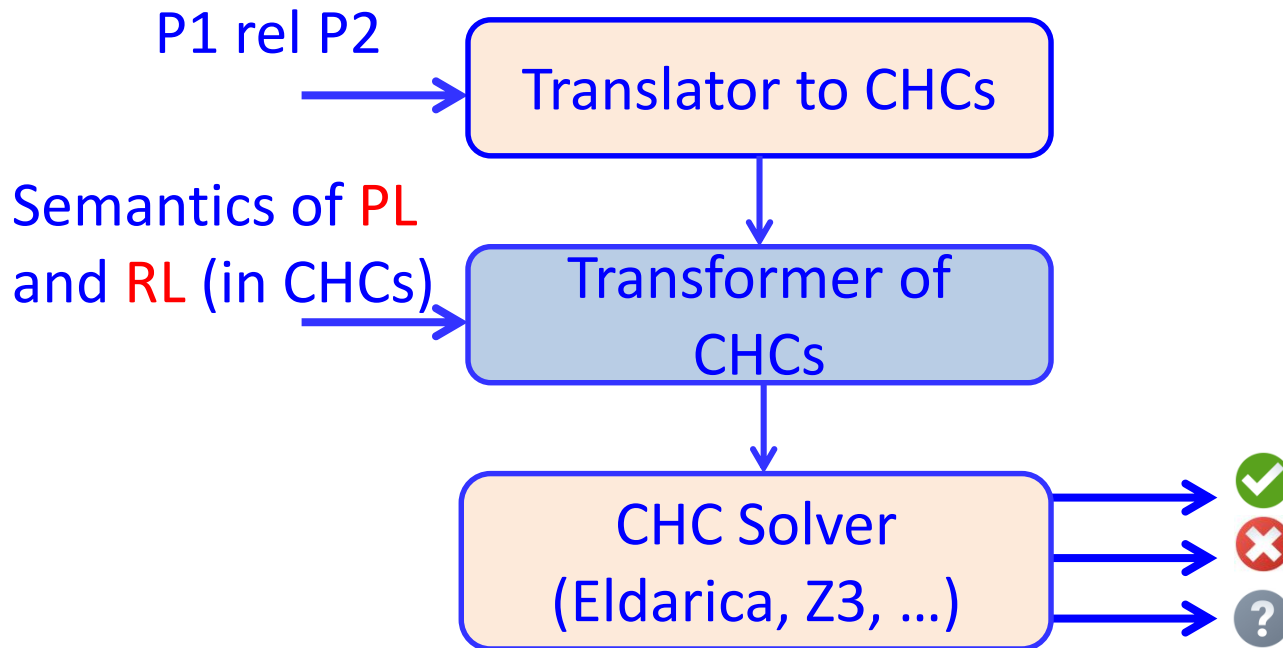 P1 rel P2
Translator to CHCs
Semantics of PL
and RL (in CHCs)
Transformer of
CHCs
CHC Solver
(Eldarica, Z3, ...)
?